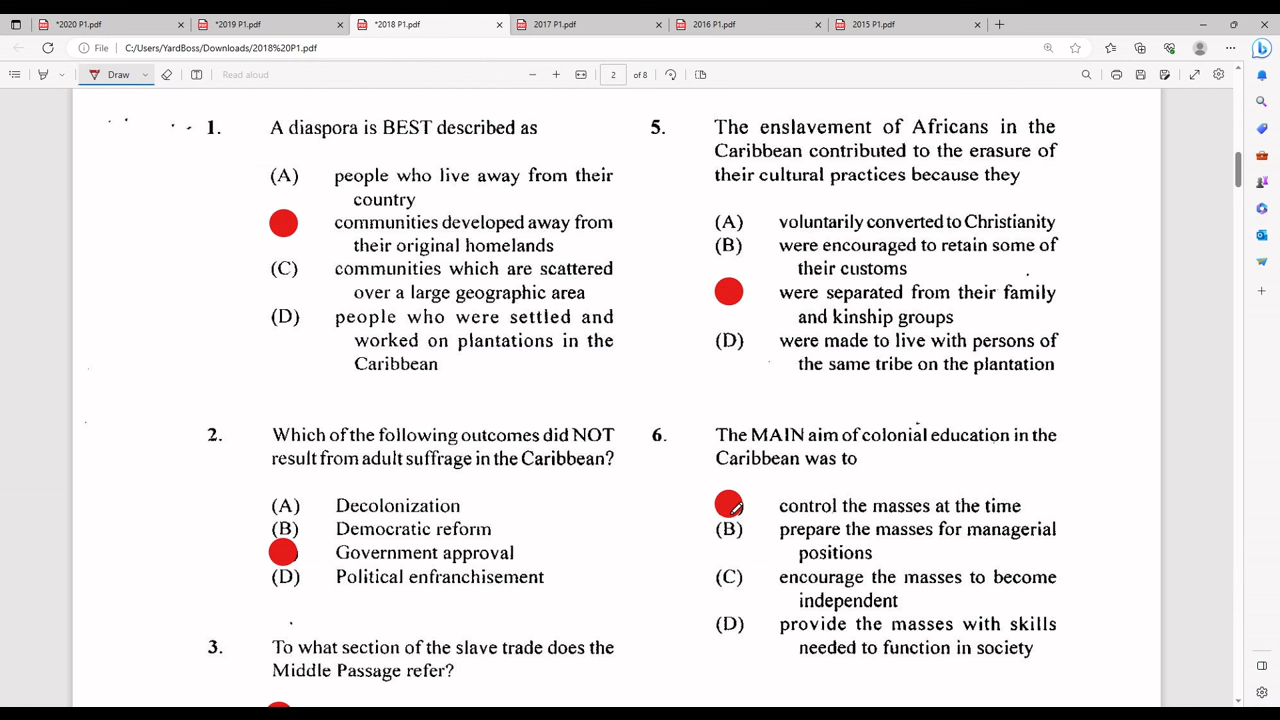 *2020 P1.pdf
*2019 P1.pdf
*2018 P1.pdf
2017 P1.pdf
2016 P1.pdf
2015 P1.pdf
File
C:/Users/YardBoss/Downloads/2018%20P1.pdf
Draw
Read aloud
2
of 8
1. A diaspora is BEST described as
(A) people who live away from their
country
communities developed away from
their original homelands
(C) communities which are scattered
over a large geographic area
(D) people who were settled and
worked on plantations in the
Caribbean
2. Which of the following outcomes did NOT
result from adult suffrage in the Caribbean?
(A) Decolonization
(B) Democratic reform
Government approval
(D) Political enfranchisement
3. To what section of the slave trade does the
Middle Passage refer?
5. The enslavement of Africans in the
Caribbean contributed to the erasure of
their cultural practices because they
(A) voluntarily converted to Christianity
(B) were encouraged to retain some of
their customs
were separated from their family
and kinship groups
(D) were made to live with persons of
the same tribe on the plantation
6. The MAIN aim of colonial education in the
Caribbean was to
control the masses at the time
(B) prepare the masses for managerial
positions
(C) encourage the masses to become
independent
(D) provide the masses with skills
needed to function in society